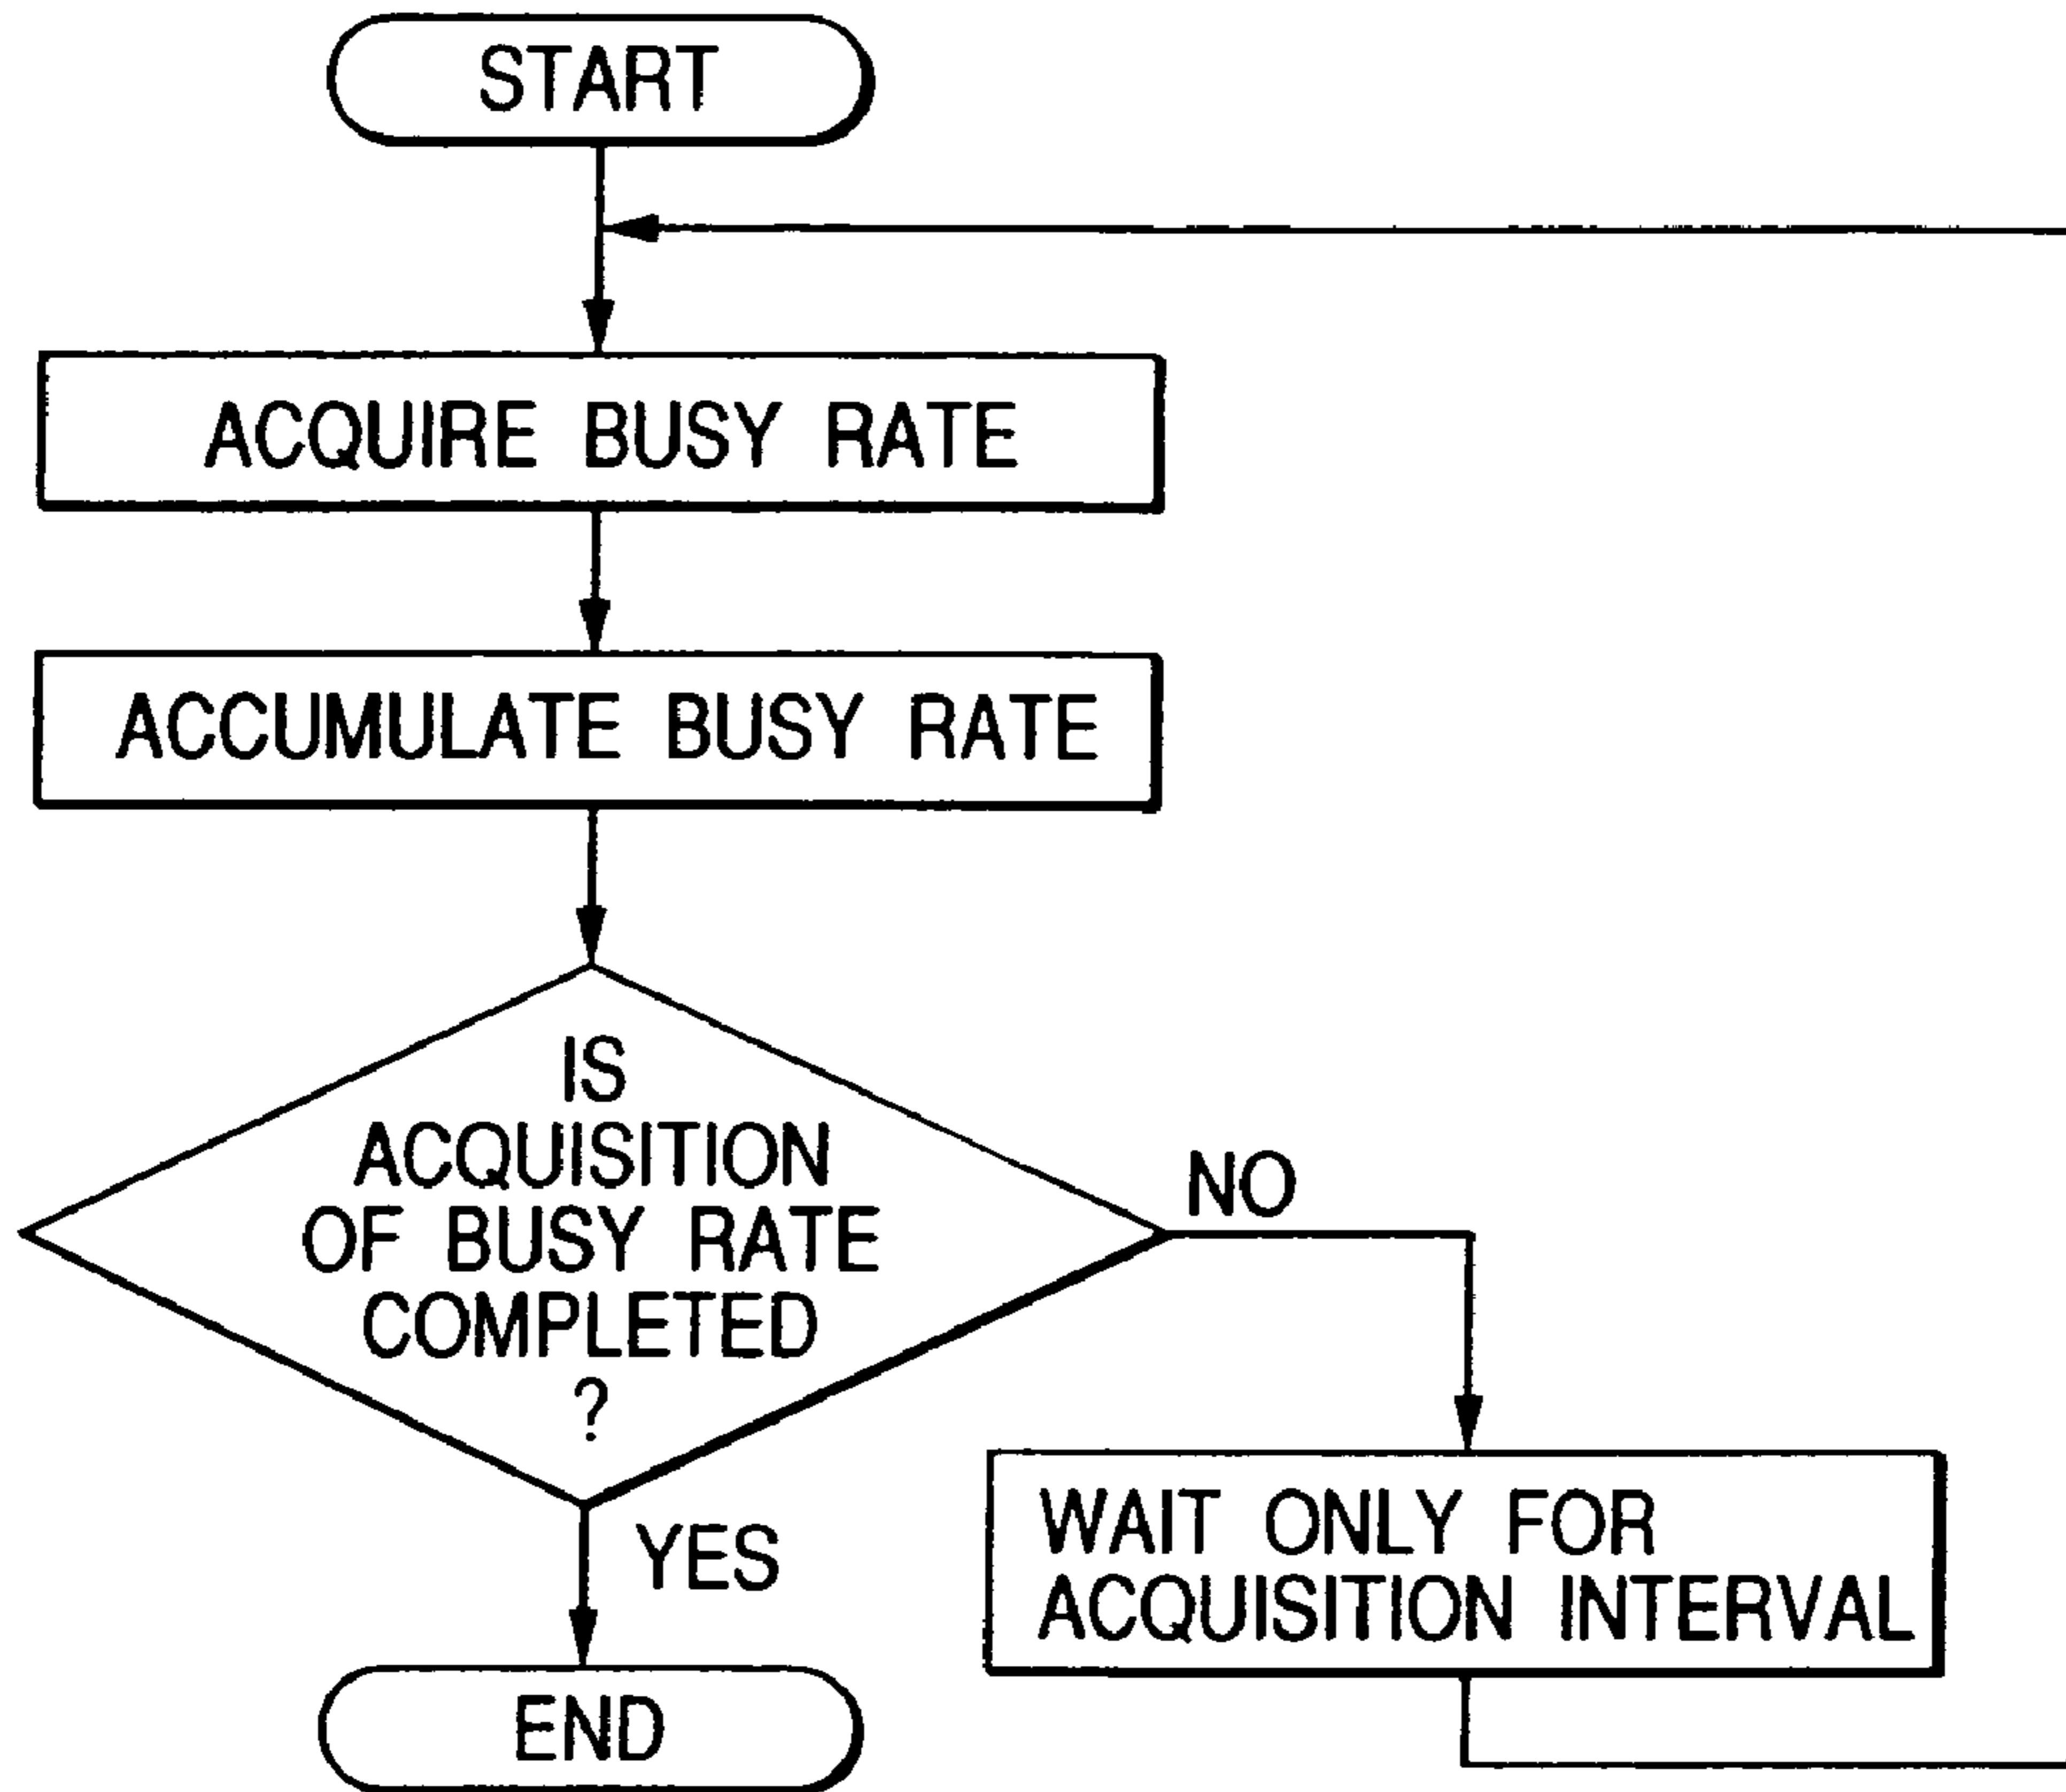 START
ACQUIRE BUSY RATE
ACCUMULATE BUSY RATE
IS
ACQUISITION
OF BUSY RATE
COMPLETED
?
NO
YES
WAIT ONLY FOR
ACQUISITION INTERVAL
END